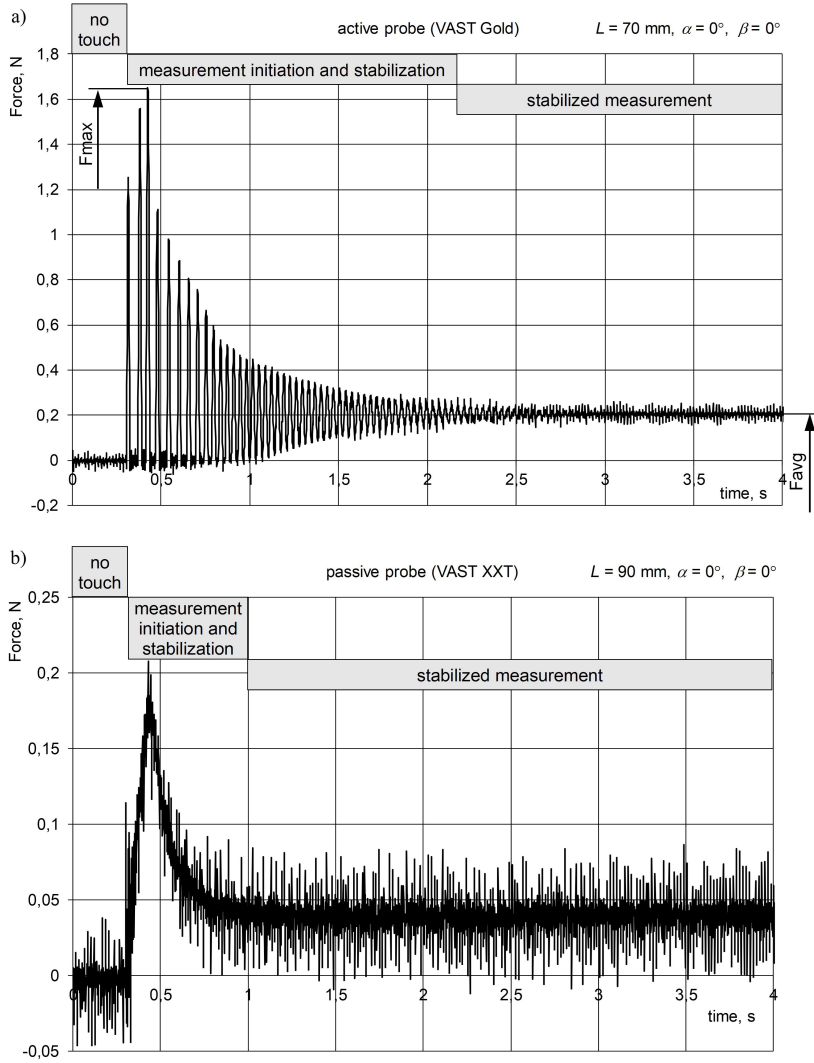 a)
no
touch
active probe (VAST Gold)
L = 70 mm, α = 0°, β = 0°
Force, N
1,8
measurement initiation and stabilization
stabilized measurement
1,6
Fmax
1,4
1,2
1
0,8
0,6
0,4
0,2
0
-0,2
0 0,5 1 1,5 2 2,5 3 3,5 4
time, s
Favg
b)
no
touch
passive probe (VAST XXT)
L = 90 mm, α = 0°, β = 0°
Force, N
0,25
measurement
initiation and
stabilization
stabilized measurement
0,2
0,15
0,1
0,05
0
-0,05
0 0,5 1 1,5 2 2,5 3 3,5 4
time, s